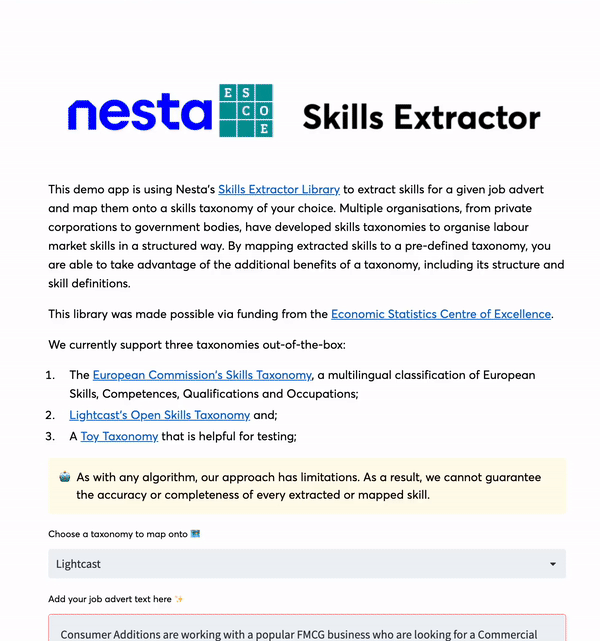 nesta ES
CO
E
Skills Extractor
This demo app is using Nesta's Skills Extractor Library to extract skills for a given job advert
and map them onto a skills taxonomy of your choice. Multiple organisations, from private
corporations to government bodies, have developed skills taxonomies to organise labour
market skills in a structured way. By mapping extracted skills to a pre-defined taxonomy, you
are able to take advantage of the additional benefits of a taxonomy, including its structure and
skill definitions.
This library was made possible via funding from the Economic Statistics Centre of Excellence.
We currently support three taxonomies out-of-the-box:
1. The European Commission's Skills Taxonomy, a multilingual classification of European
Skills, Competences, Qualifications and Occupations;
2. Lightcast's Open Skills Taxonomy and;
3. A Toy Taxonomy that is helpful for testing;
As with any algorithm, our approach has limitations. As a result, we cannot guarantee
the accuracy or completeness of every extracted or mapped skill.
Choose a taxonomy to map onto
Lightcast
Add your job advert text here
Consumer Additions are working with a popular FMCG business who are looking for a Commercial